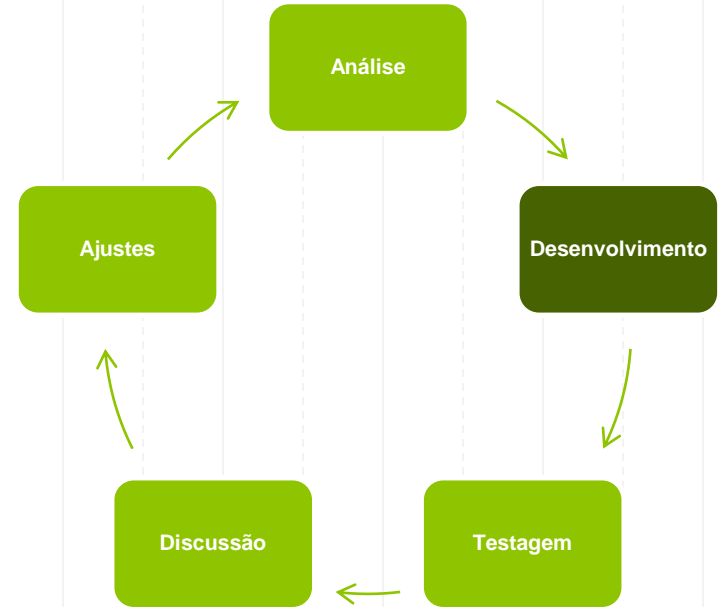 Análise
Desenvolvimento
Testagem
Discussão
Ajustes